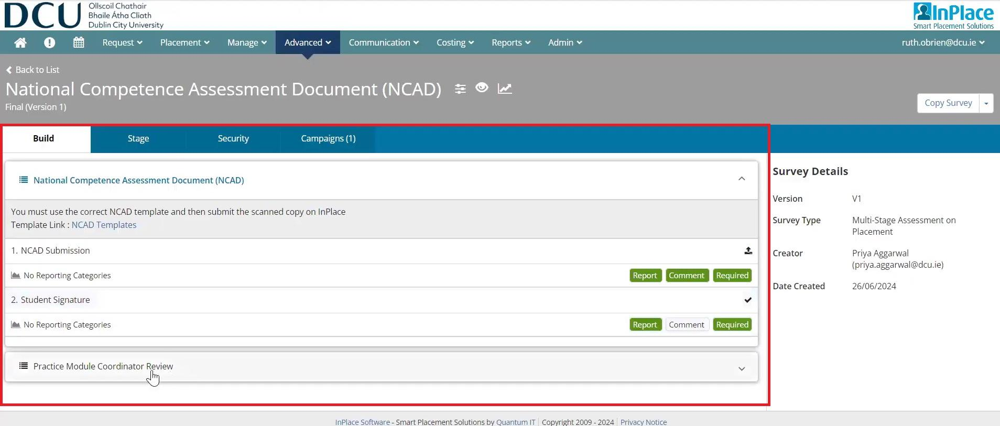 DCU
Ollscoil Chathair
Bhaile Átha Cliath
Dublin City University
InPlace
Smart Placement Solutions
Request Placement Manage Advanced Communication Costing Reports Admin ruth.obrien@dcu.ie
Back to List
National Competence Assessment Document (NCAD)
Final (Version 1)
Copy Survey
Build Stage Security Campaigns (1)
National Competence Assessment Document (NCAD)
You must use the correct NCAD template and then submit the scanned copy on InPlace
Template Link : NCAD Templates
1. NCAD Submission
No Reporting Categories Report Comment Required
2. Student Signature
No Reporting Categories Report Comment Required
Practice Module Coordinator Review
Survey Details
Version V1
Survey Type Multi-Stage Assessment on
Placement
Creator Priya Aggarwal
(priya.aggarwal@dcu.ie)
Date Created 26/06/2024
InPlace Software - Smart Placement Solutions by Quantum IT Copyright 2009 - 2024 Privacy Notice